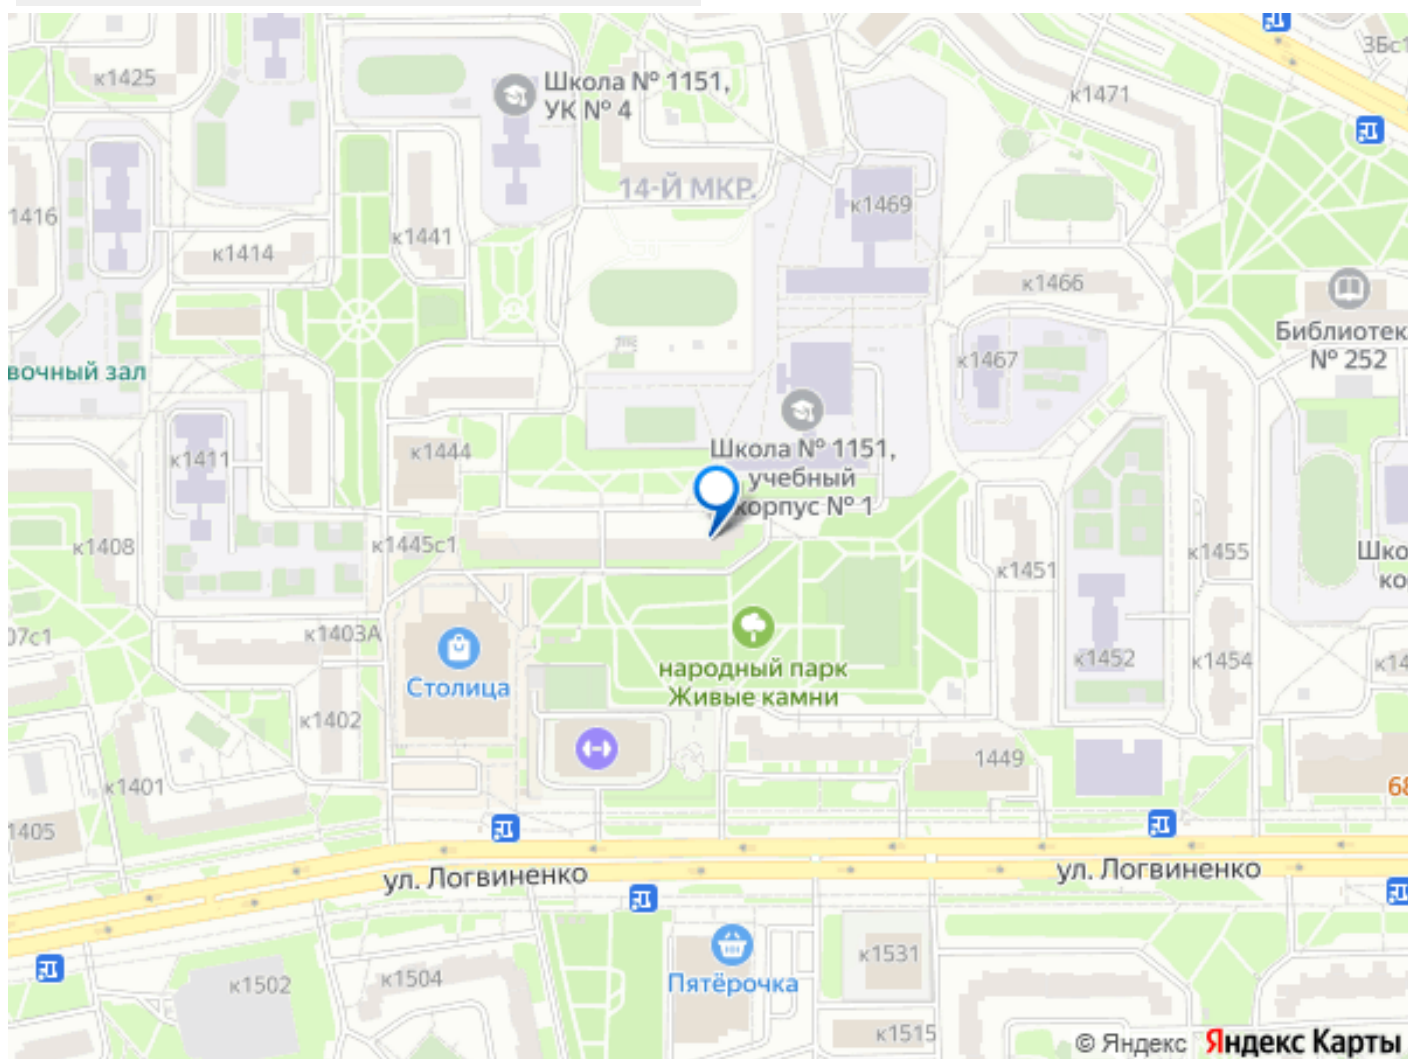 3Бс1
к1425
Школа № 1151,
УК № 4
к1471
14-Й МКР.
к1469
1416
к1441
к1414
к1466
Библиотек
№ 252
к1467
вочный зал
к1444
Школа № 1151,
учебный
корпус № 1
к1411
к1408
к1445с1
к1455
Шко
ко
к1451
07с1
к1403А
Столица
народный парк
Живые камни
к1452
к1454
к14
к1402
1449
к1401
68
1405
ул. Логвиненко
ул. Логвиненко
к1531
к1502
к1504
Пятёрочка
к1515
© Яндекс Яндекс Карты